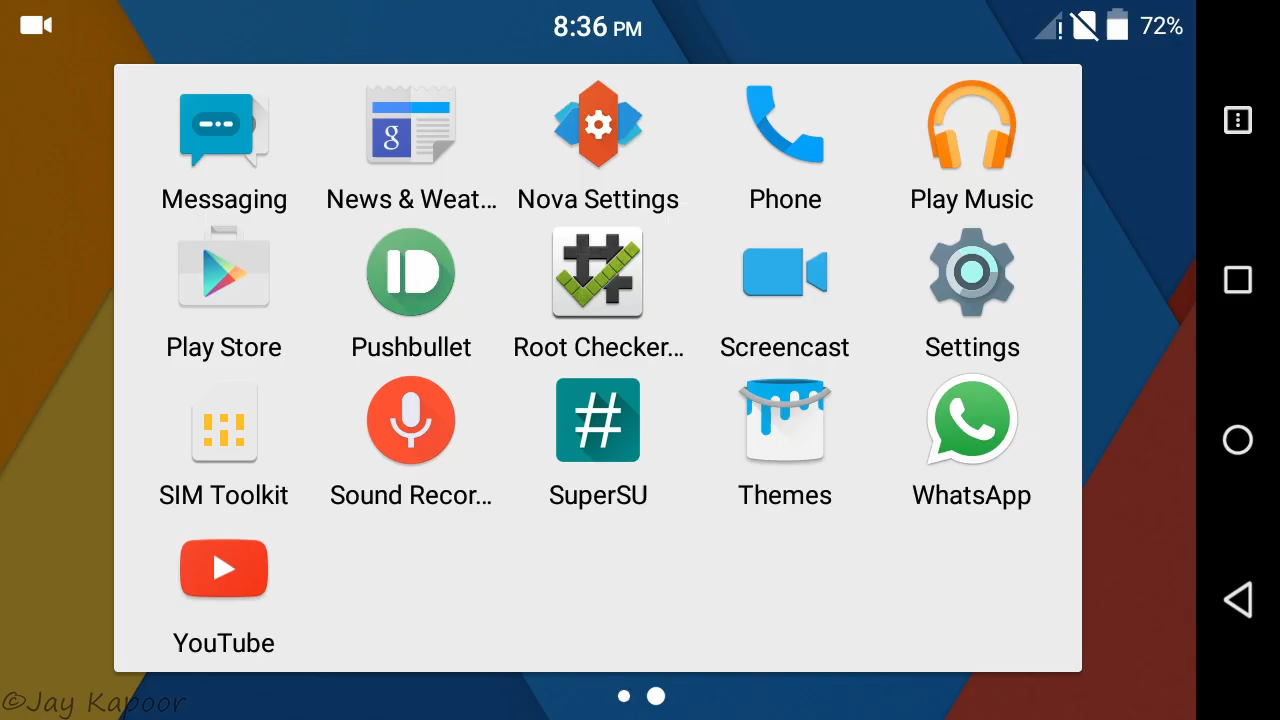 8:36 PM
72%
Messaging
News & Weat...
Nova Settings
Phone
Play Music
Play Store
Pushbullet
Root Checker...
Screencast
Settings
SIM Toolkit
Sound Recor...
SuperSU
Themes
WhatsApp
YouTube
©Jay Kapoor